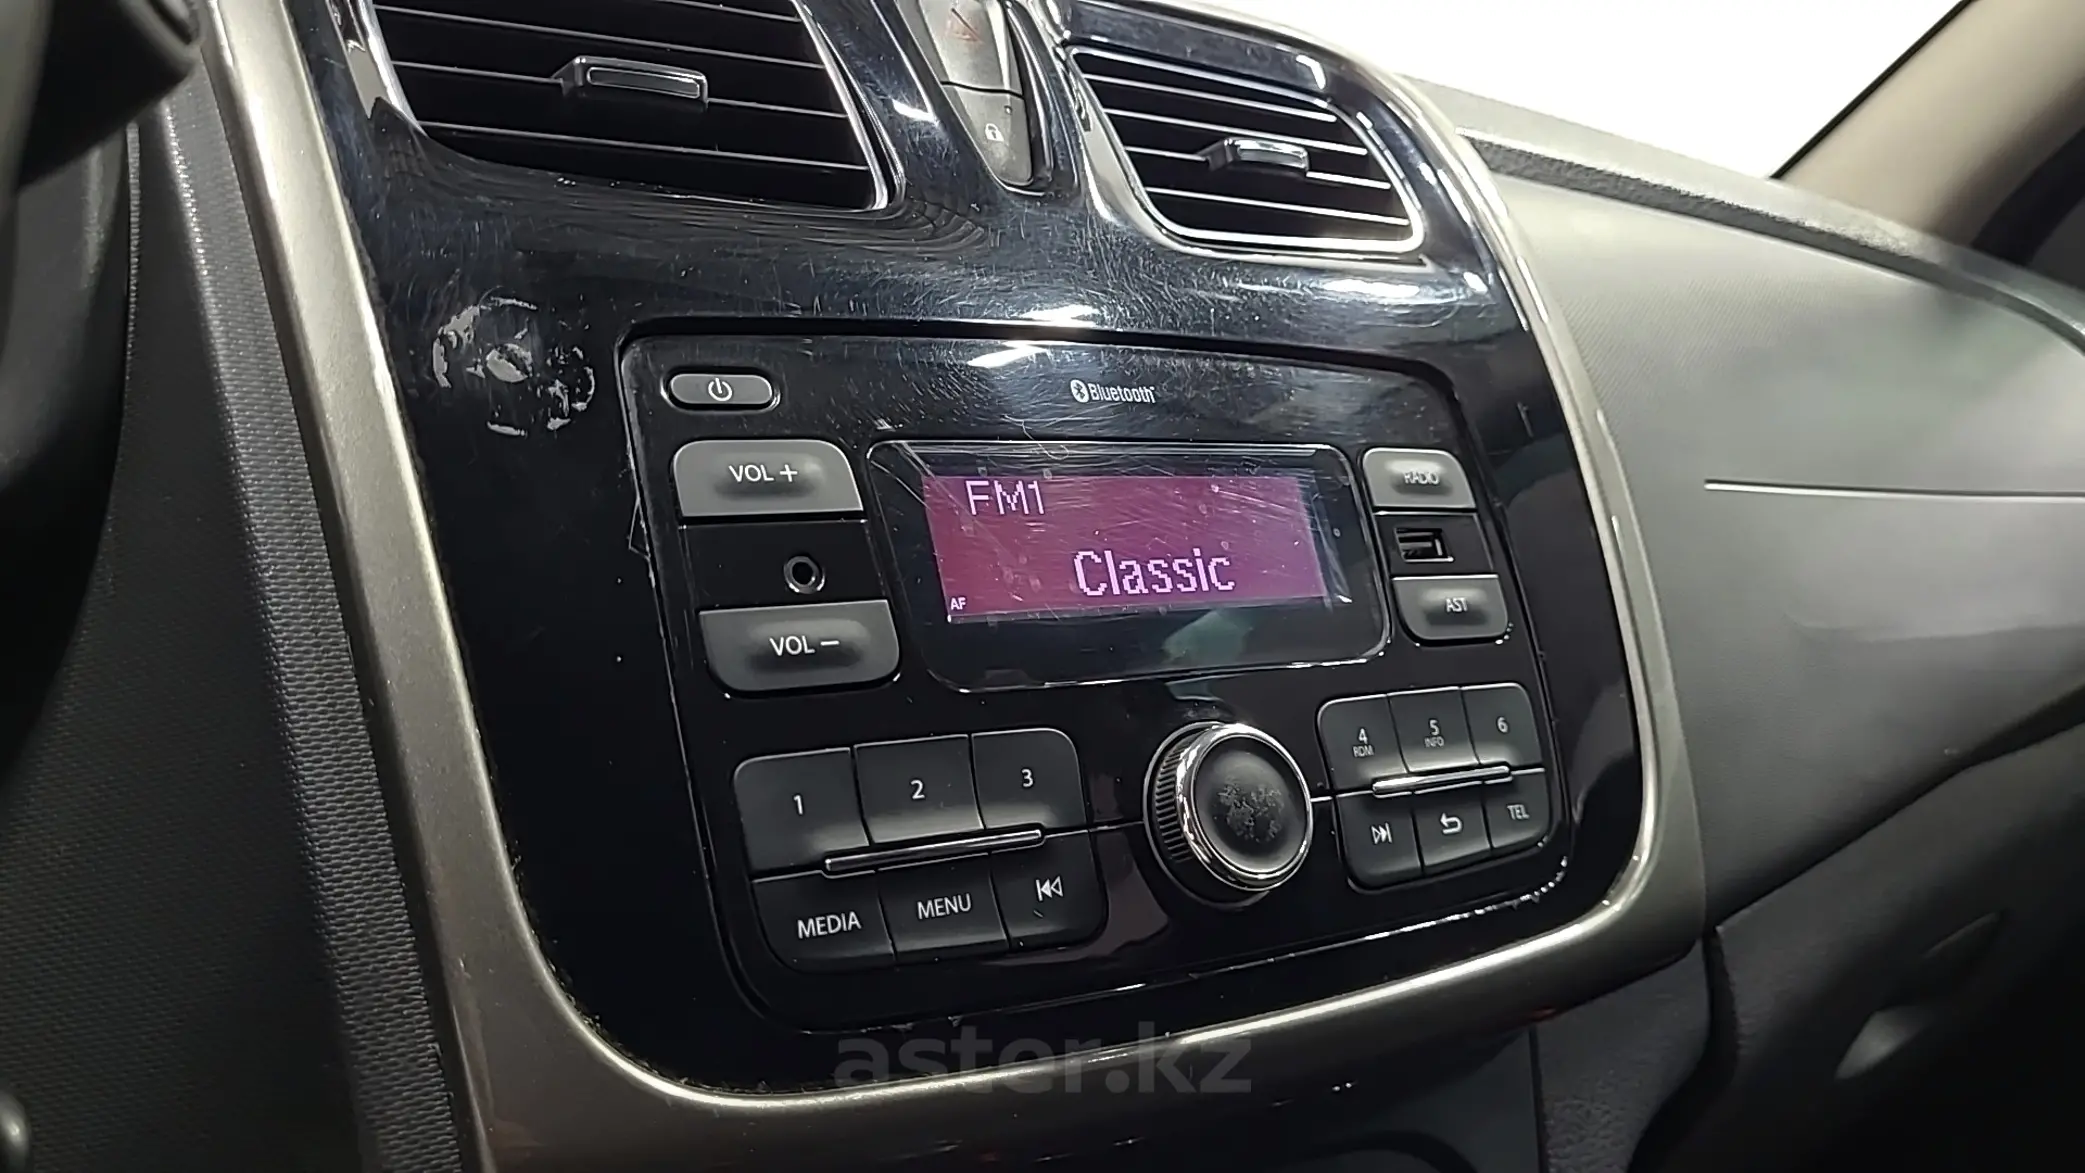 Bluetooth
VOL +
RADIO
FM1
Classic
AF
AST
VOL –
1
2
3
4
RDM
5
INFO
6
TEL
MEDIA
MENU
aster.kz